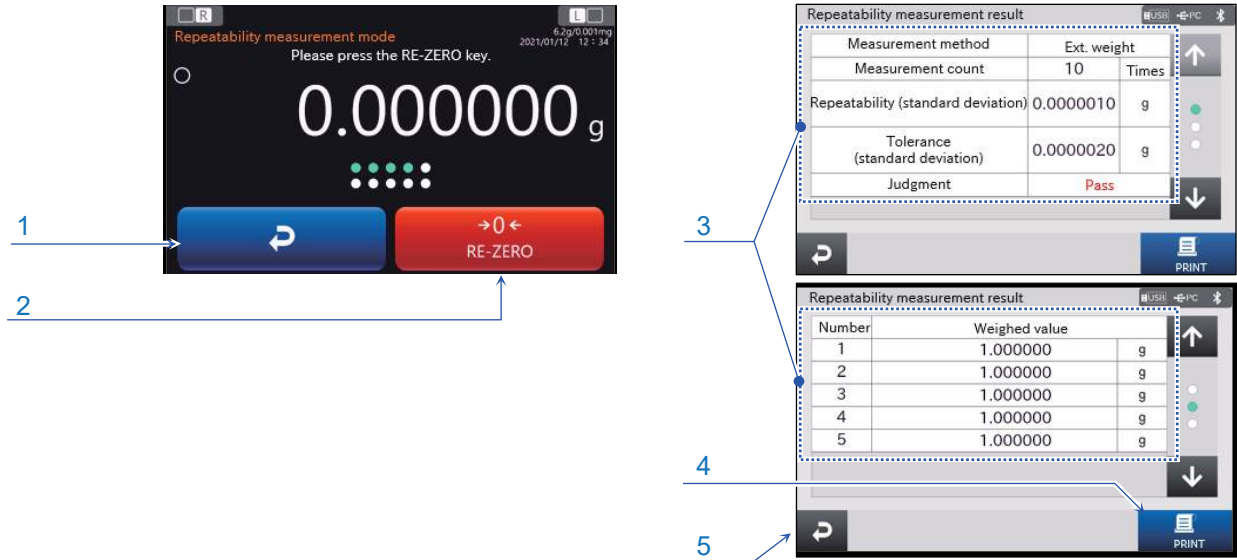 R
L
Repeatability measurement mode
6.2g/0.001mg
2021/01/12 12:34
Please press the RE-ZERO key.
0.000000 g
→0←
RE-ZERO
1
2
3
4
5
Repeatability measurement result
USB PC
Measurement method Ext. weight
Measurement count 10 Times
Repeatability (standard deviation) 0.0000010 g
Tolerance
(standard deviation) 0.0000020 g
Judgment Pass
PRINT
Repeatability measurement result
USB PC
Number Weighed value
1 1.000000 g
2 1.000000 g
3 1.000000 g
4 1.000000 g
5 1.000000 g
PRINT